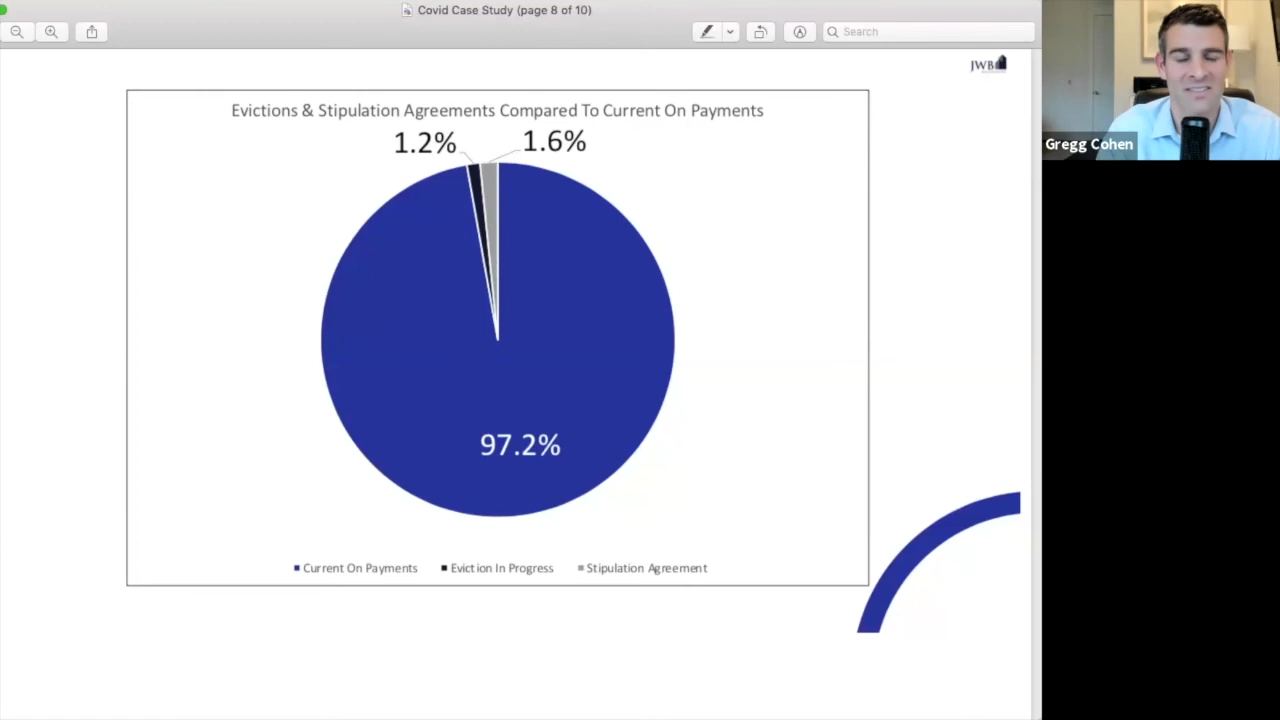 Covid Case Study (page 8 of 10)
Search
JWB
Gregg Cohen
Evictions & Stipulation Agreements Compared To Current On Payments
1.2%
1.6%
97.2%
Current On Payments
Eviction In Progress
Stipulation Agreement